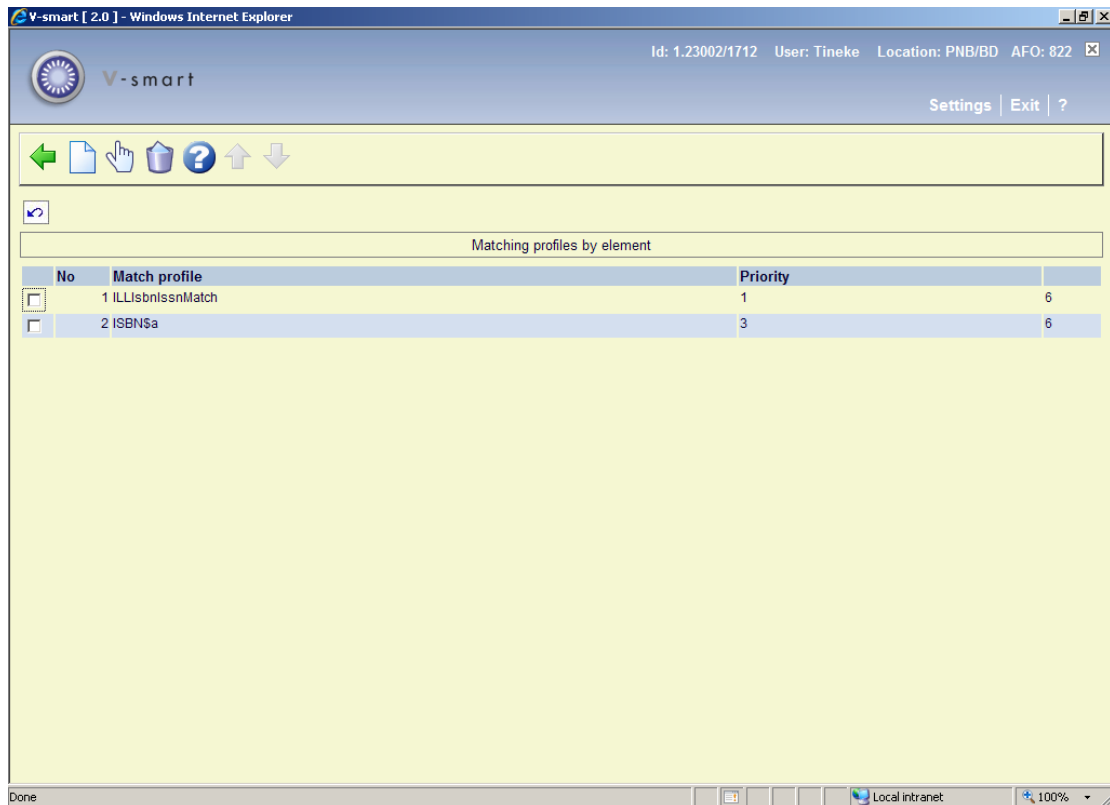 V-smart [ 2.0 ] - Windows Internet Explorer
Id: 1.23002/1712 User: Tineke Location: PNB/BD AFO: 822
V-smart
Settings Exit ?
Matching profiles by element
No Match profile Priority
1 ILLIsbnIssnMatch 1 6
2 ISBN$a 3 6
Done Local intranet 100%